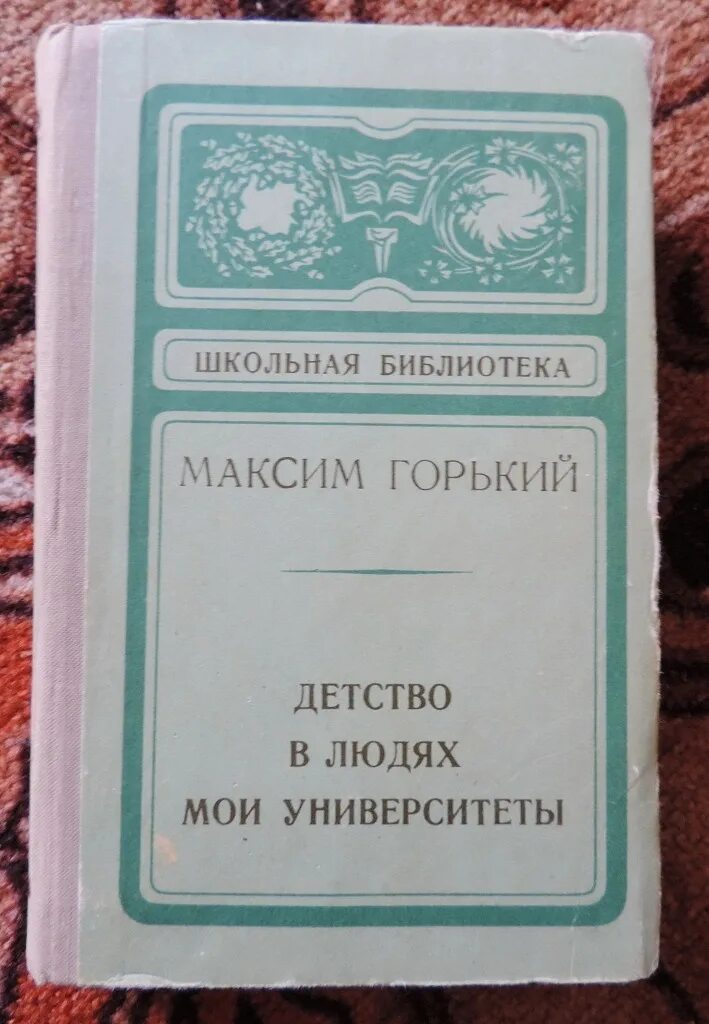 ШКОЛЬНАЯ БИБЛИОТЕКА
МАКСИМ ГОРЬКИЙ
ДЕТСТВО
В ЛЮДЯХ
МОИ УНИВЕРСИТЕТЫ